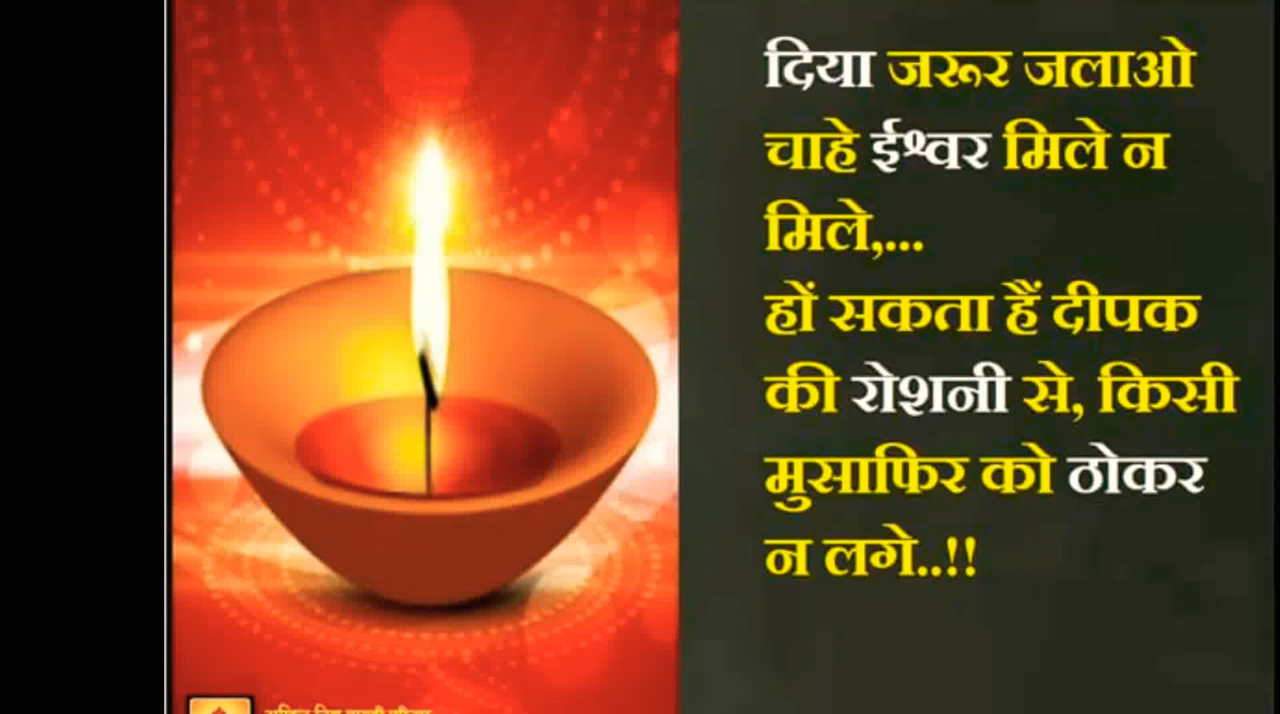 दिया जरूर जलाओ
चाहे ईश्वर मिले न
मिले,...
हों सकता हैं दीपक
की रोशनी से, किसी
मुसाफिर को ठोकर
न लगे..!!